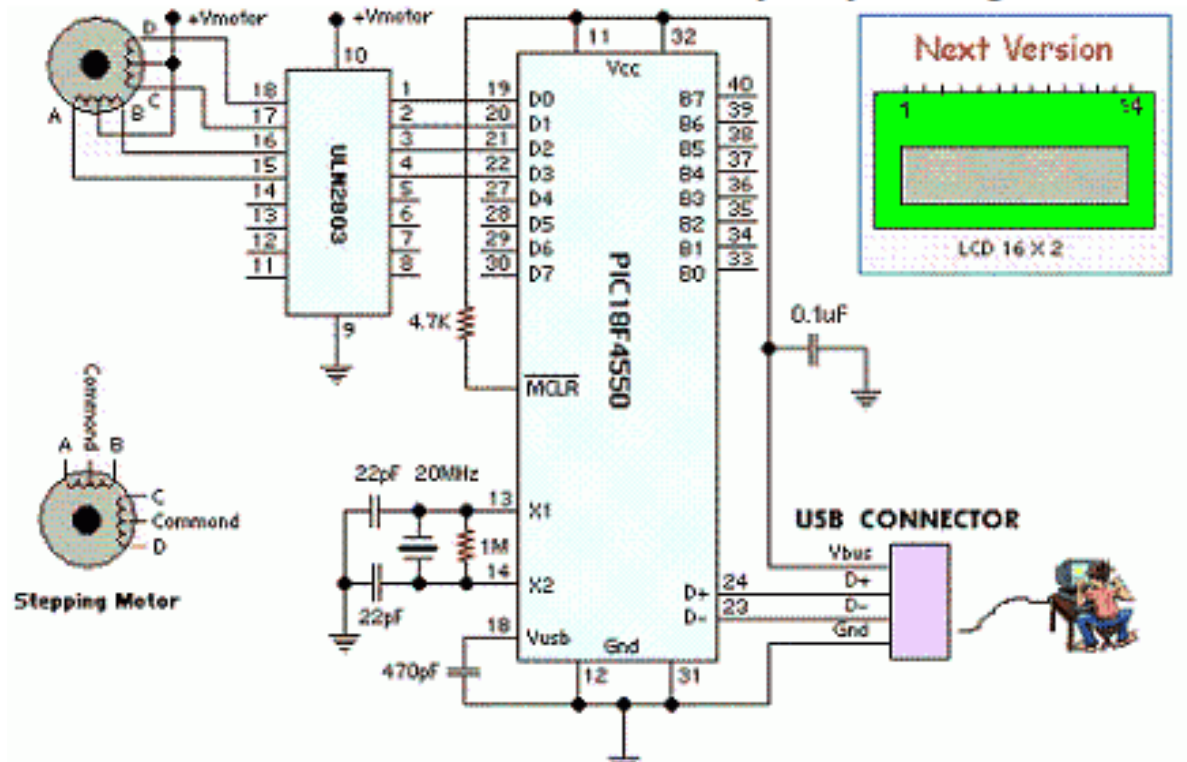 +Vmotor
+Vmotor
D
C
B
A
10
18
17
16
15
14
13
12
11
ULN2803
1
2
3
4
5
6
7
8
9
11
32
Vcc
19
20
21
22
27
28
29
30
D0
D1
D2
D3
D4
D5
D6
D7
B7
B6
B5
B4
B3
B2
B1
B0
40
39
38
37
36
35
34
33
PIC18F4550
4.7K
MCLR
Next Version
1
LCD 16 X 2
0.1uF
Commond
A
B
C
Commond
D
Stepping Motor
22pF
20MHz
13
X1
1M
14
X2
22pF
18
Vusb
470pF
Gnd
12
31
D+
D-
24
23
USB CONNECTOR
Vbus
D+
D-
Gnd